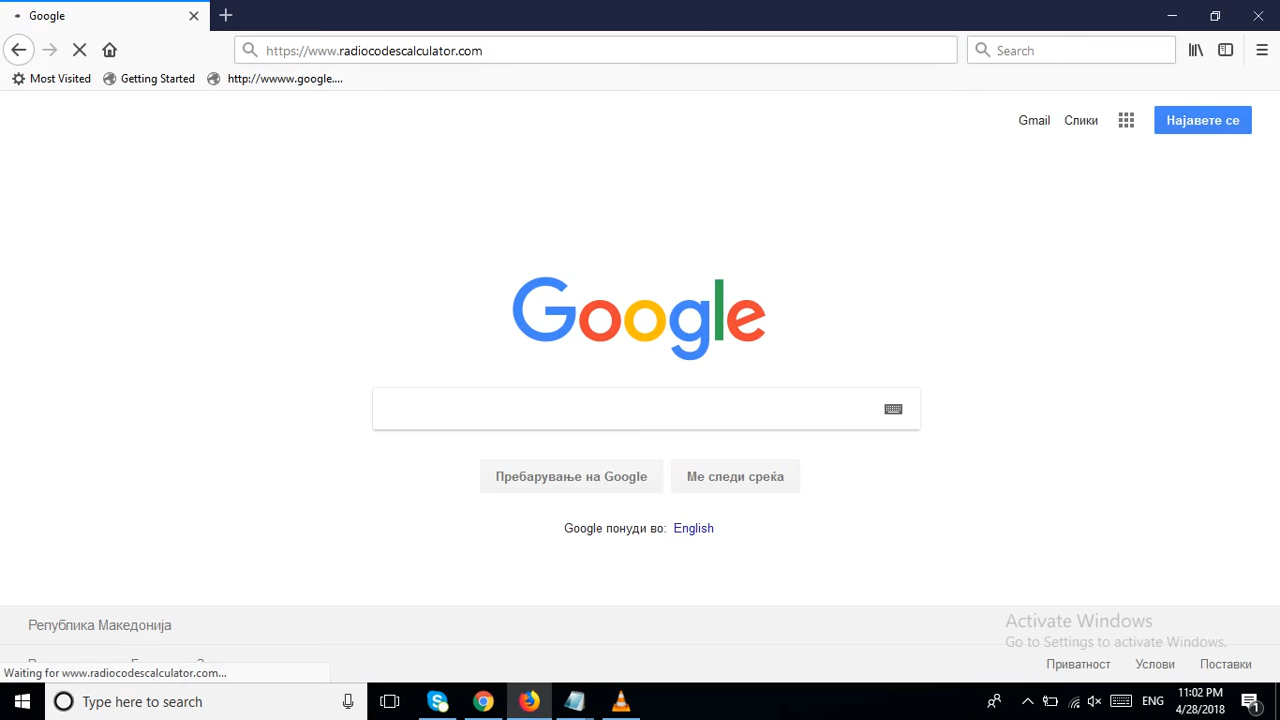 Google
https://www.radiocodescalculator.com
Search
Most Visited
Getting Started
http://wwww.google....
Gmail
Слики
Најавете се
Google
Пребарување на Google
Ме следи среќа
Google понуди во: English
Република Македонија
Activate Windows
Go to Settings to activate Windows.
Приватност
Услови
Поставки
Waiting for www.radiocodescalculator.com...
Type here to search
ENG
11:02 PM
4/28/2018
1